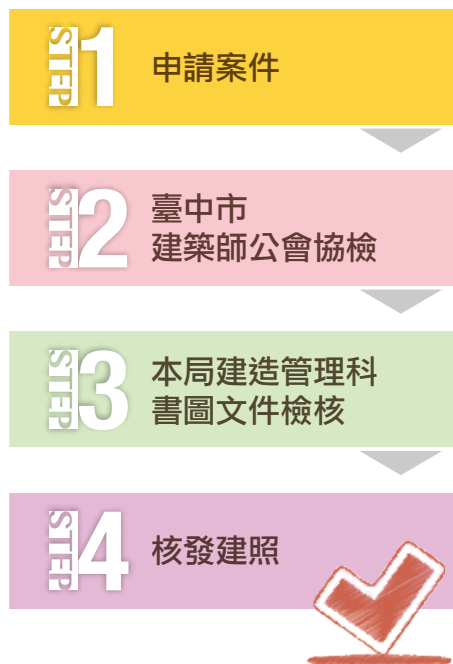 STEP 1
申請案件
STEP 2
臺中市
建築師公會協檢
STEP 3
本局建造管理科
書圖文件檢核
STEP 4
核發建照